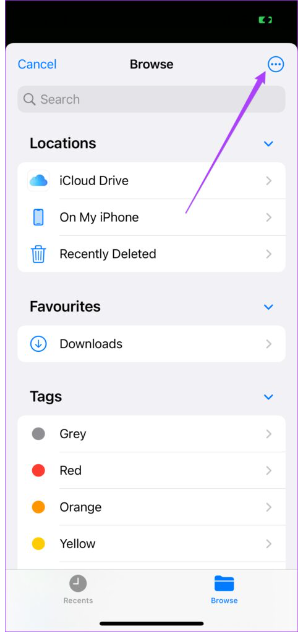 Cancel
Browse
Search
Locations
iCloud Drive
On My iPhone
Recently Deleted
Favourites
Downloads
Tags
Grey
Red
Orange
Yellow
Recents
Browse